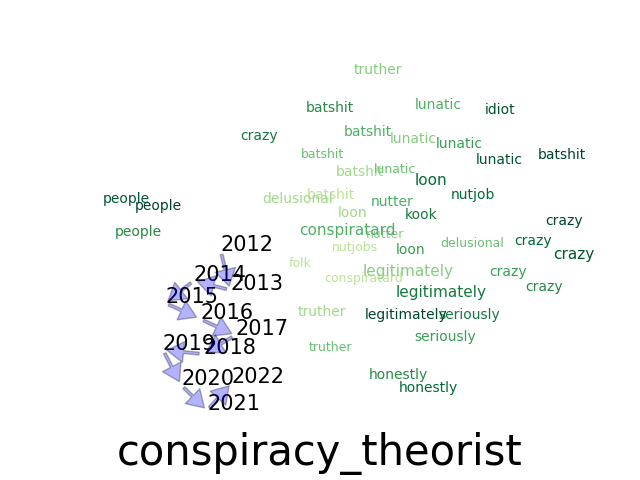 truther
batshit
lunatic
idiot
crazy
batshit
lunatic
lunatic
batshit
batshit
lunatic
batshit
lunatic
loon
people
delusional
batshit
nutjob
people
loon
nutter
kook
crazy
people
conspiratard
nutter
crazy
2012
nutjobs
loon
delusional
crazy
folk
2014
legitimately
crazy
2013
conspiratard
crazy
2015
legitimately
2016
truther
legitimately
seriously
2017
seriously
2019
2018
truther
2020
2022
honestly
honestly
2021
conspiracy_theorist